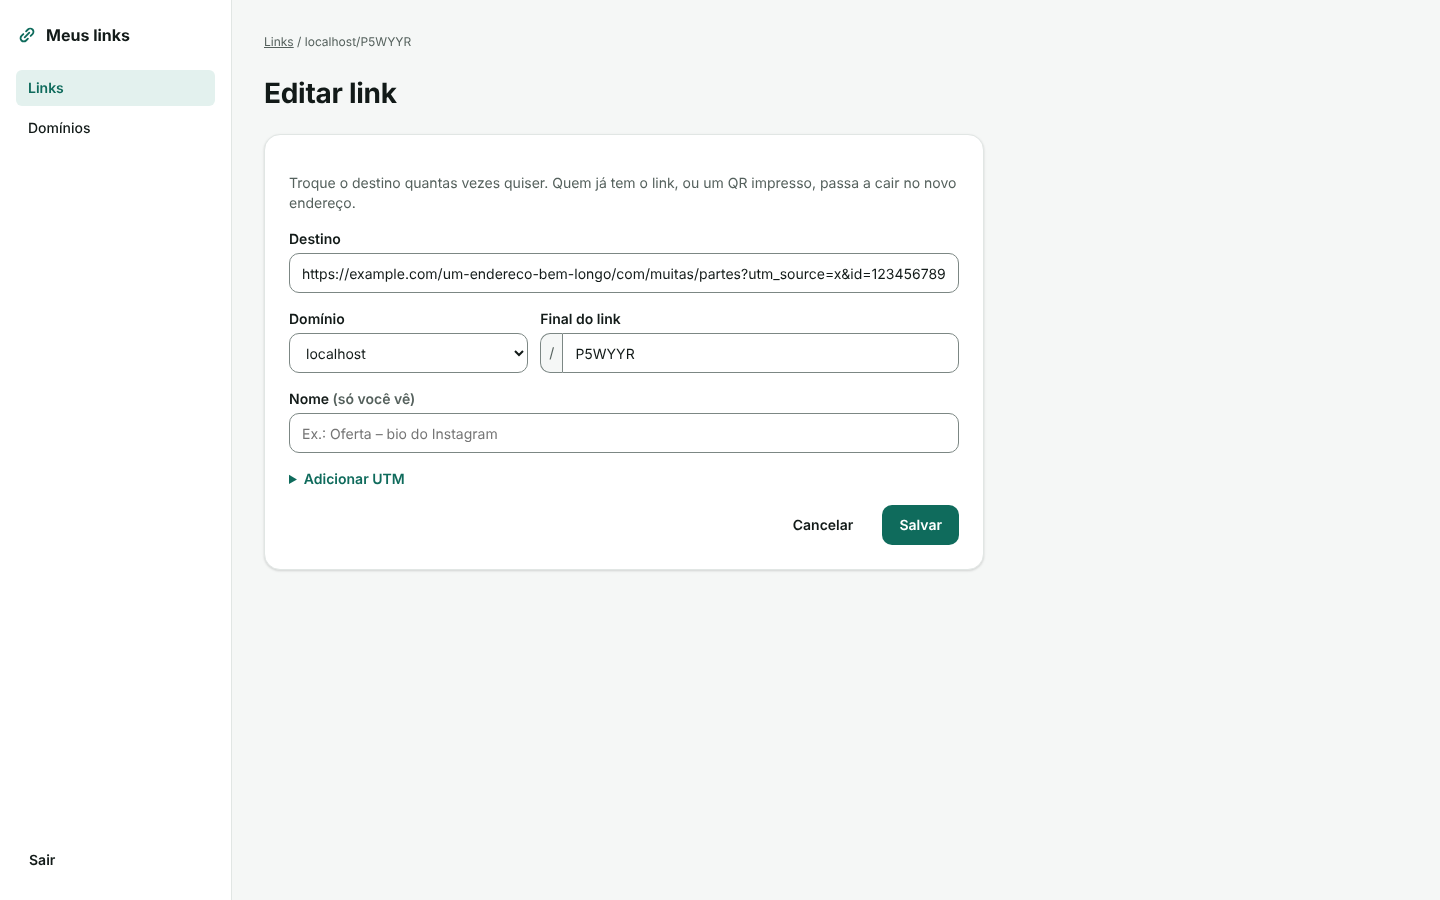 Meus links
Links
Domínios
Sair
Links / localhost/P5WYYR
Editar link
Troque o destino quantas vezes quiser. Quem já tem o link, ou um QR impresso, passa a cair no novo
endereço.
Destino
https://example.com/um-endereco-bem-longo/com/muitas/partes?utm_source=x&id=123456789
Domínio
Final do link
localhost
/ P5WYYR
Nome (só você vê)
Ex.: Oferta – bio do Instagram
Adicionar UTM
Cancelar
Salvar